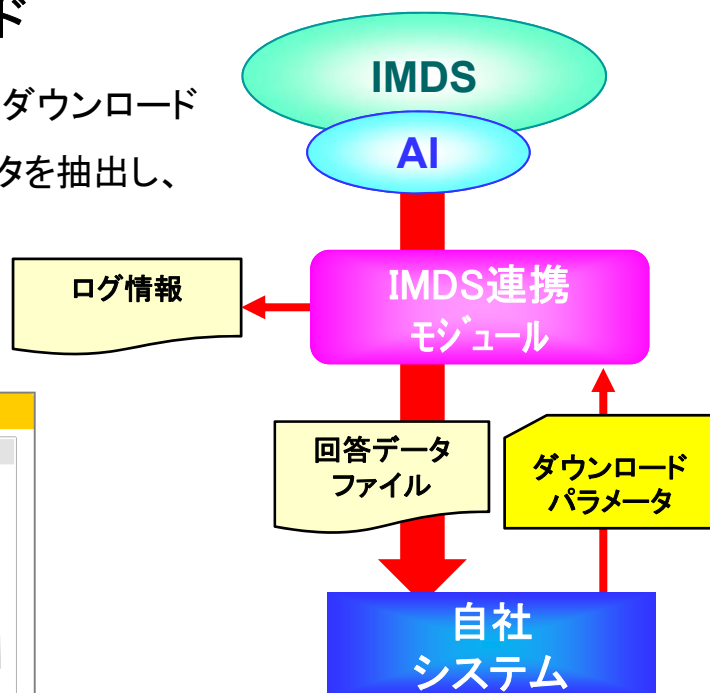 ド
ダウンロード
タを抽出し、
IMDS
AI
ログ情報
IMDS連携
モジュール
回答データ
ファイル
ダウンロード
パラメータ
自社
システム